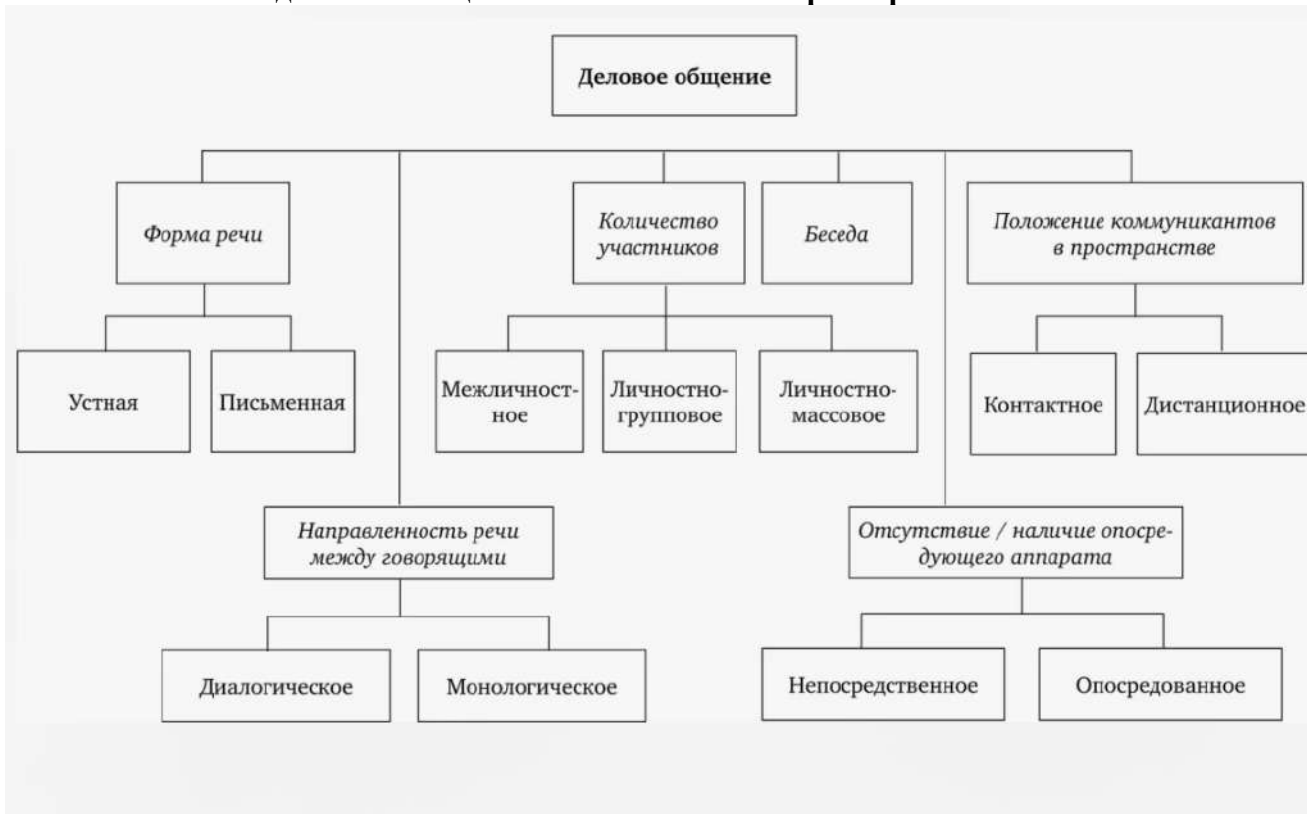 Деловое общение
Форма речи
Количество
участников
Беседа
Положение коммуникантов
в пространстве
Устная
Письменная
Межличност-
ное
Личностно-
групповое
Личностно-
массовое
Контактное
Дистанционное
Направленность речи
между говорящими
Отсутствие / наличие опосре-
дующего аппарата
Диалогическое
Монологическое
Непосредственное
Опосредованное